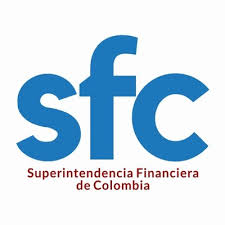 sfc
Superintendencia Financiera
de Colombia